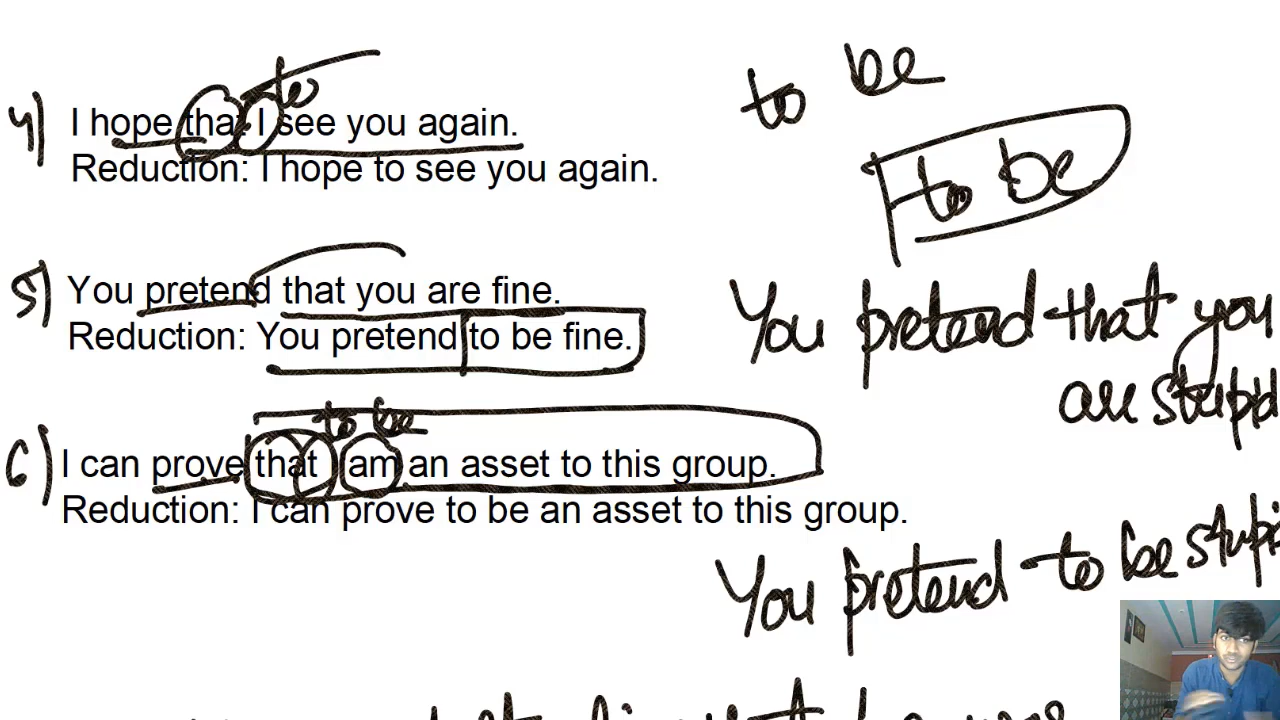 to be
to
4) I hope that I see you again.
Reduction: I hope to see you again.
to be
5) You pretend that you are fine.
Reduction: You pretend to be fine.
You pretend that you
are stupid
to be
6) I can prove that I am an asset to this group.
Reduction: I can prove to be an asset to this group.
You pretend to be stupi